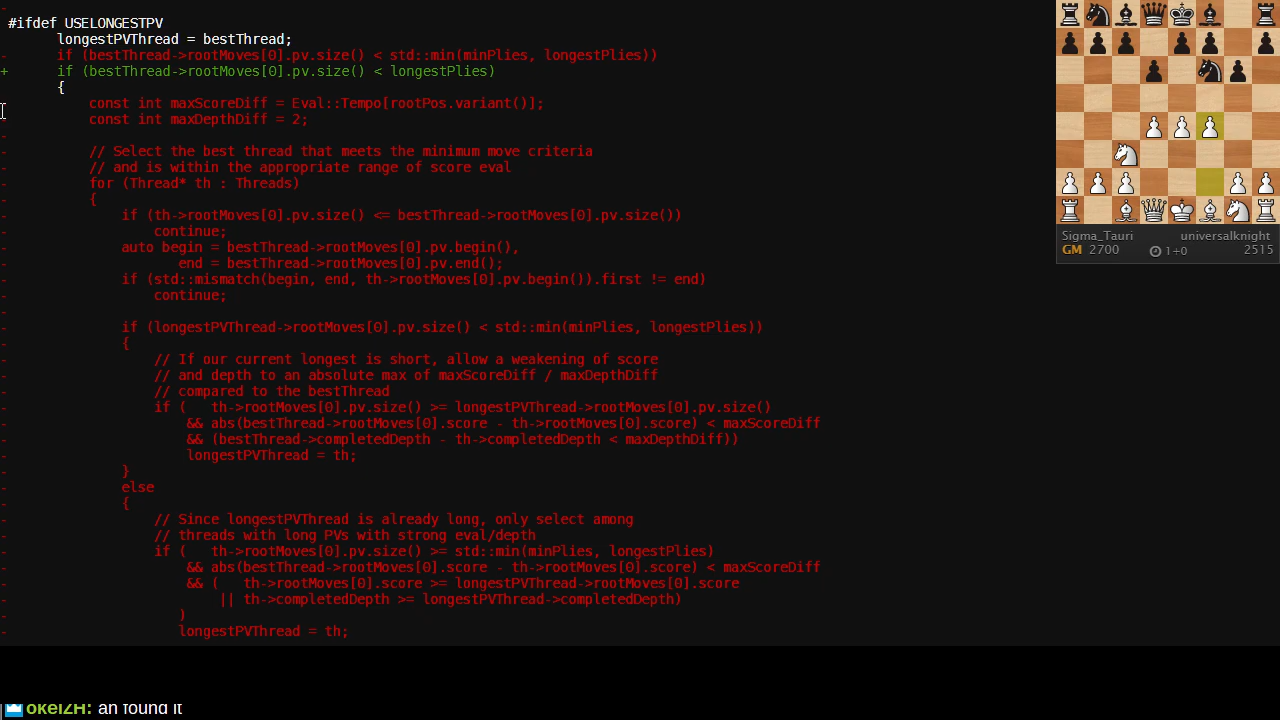 -
#ifdef USELONGESTPV
longestPVThread = bestThread;
- if (bestThread->rootMoves[0].pv.size() < std::min(minPlies, longestPlies))
+ if (bestThread->rootMoves[0].pv.size() < longestPlies)
{
- const int maxScoreDiff = Eval::Tempo[rootPos.variant()];
- const int maxDepthDiff = 2;
-
- // Select the best thread that meets the minimum move criteria
- // and is within the appropriate range of score eval
- for (Thread* th : Threads)
- {
- if (th->rootMoves[0].pv.size() <= bestThread->rootMoves[0].pv.size())
- continue;
- auto begin = bestThread->rootMoves[0].pv.begin(),
- end = bestThread->rootMoves[0].pv.end();
- if (std::mismatch(begin, end, th->rootMoves[0].pv.begin()).first != end)
- continue;
-
- if (longestPVThread->rootMoves[0].pv.size() < std::min(minPlies, longestPlies))
- {
- // If our current longest is short, allow a weakening of score
- // and depth to an absolute max of maxScoreDiff / maxDepthDiff
- // compared to the bestThread
- if ( th->rootMoves[0].pv.size() >= longestPVThread->rootMoves[0].pv.size()
- && abs(bestThread->rootMoves[0].score - th->rootMoves[0].score) < maxScoreDiff
- && (bestThread->completedDepth - th->completedDepth < maxDepthDiff))
- longestPVThread = th;
- }
- else
- {
- // Since longestPVThread is already long, only select among
- // threads with long PVs with strong eval/depth
- if ( th->rootMoves[0].pv.size() >= std::min(minPlies, longestPlies)
- && abs(bestThread->rootMoves[0].score - th->rootMoves[0].score) < maxScoreDiff
- && ( th->rootMoves[0].score >= longestPVThread->rootMoves[0].score
- || th->completedDepth >= longestPVThread->completedDepth)
- )
- longestPVThread = th;
Sigma_Tauri universalknight
GM 2700 1+0 2515
okei2H: an found it